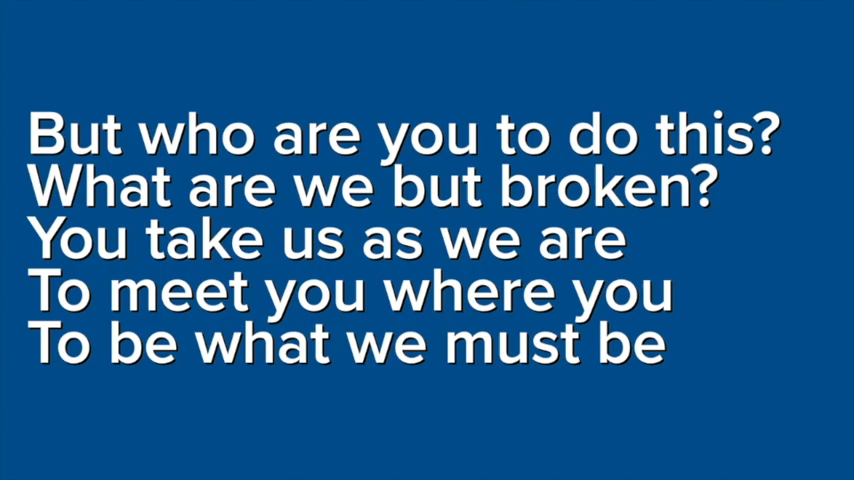 But who are you to do this?
What are we but broken?
You take us as we are
To meet you where you
To be what we must be